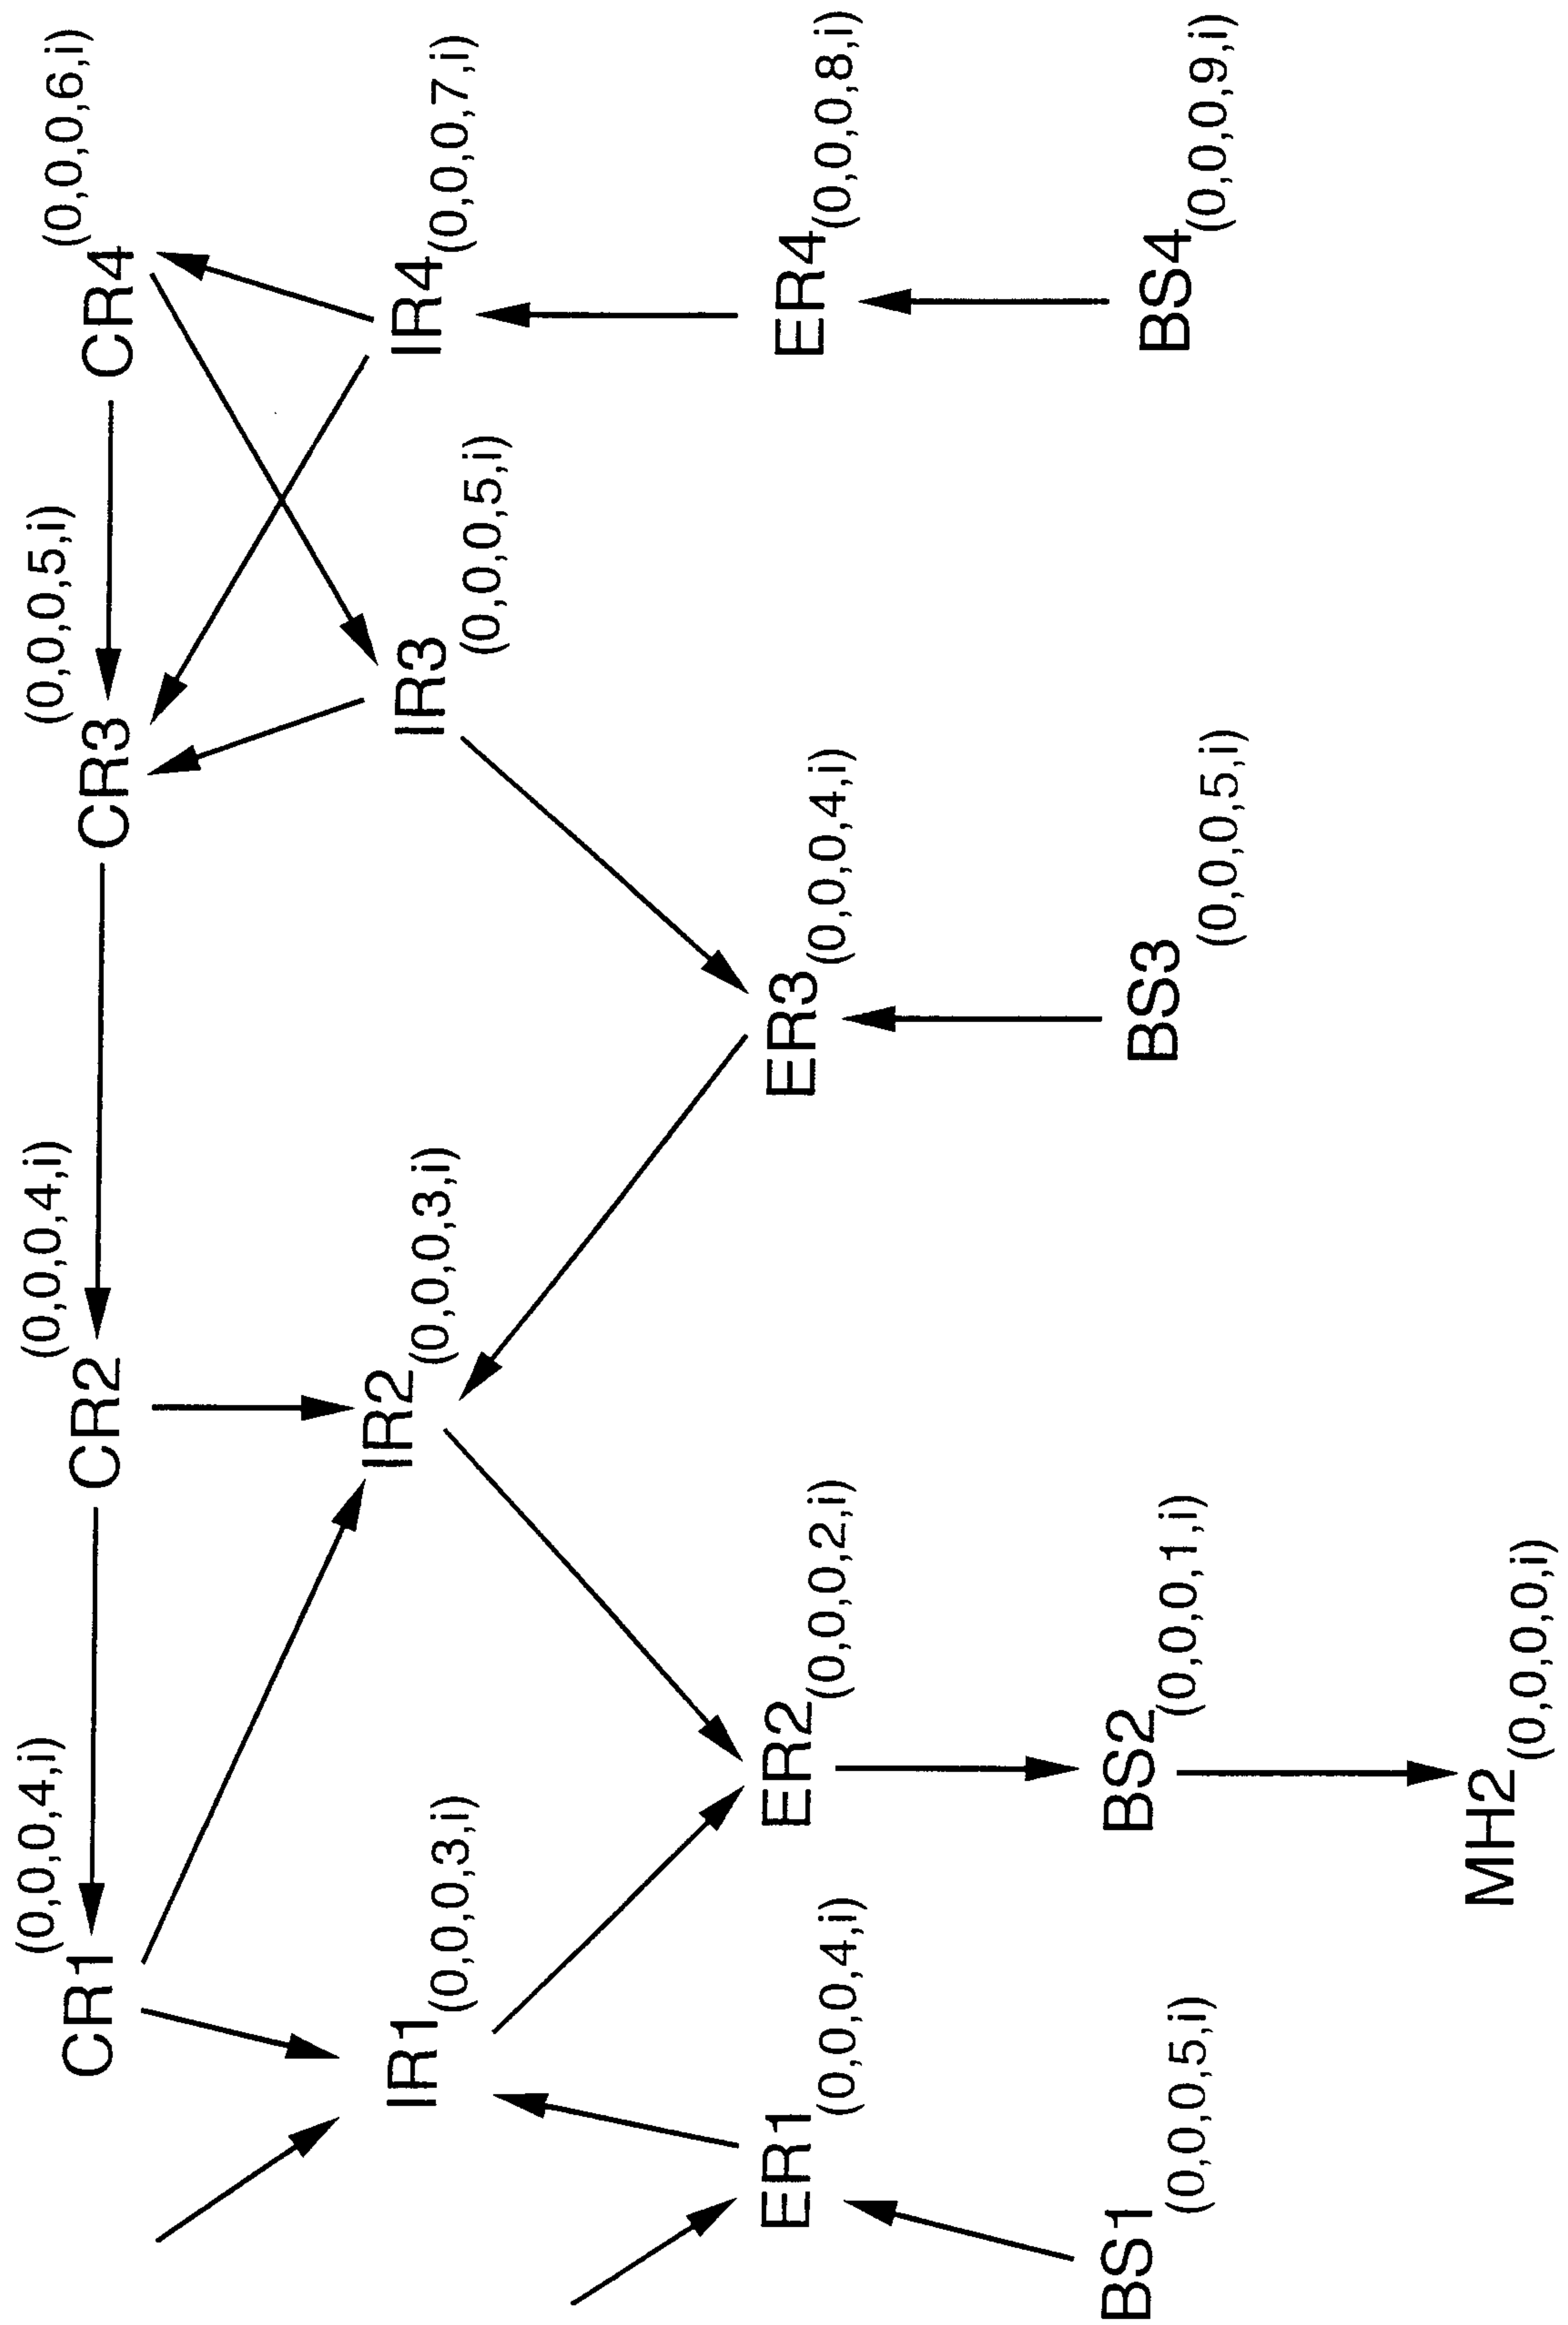 CR1 (0,0,0,4,i)
CR2 (0,0,0,4,i)
CR3 (0,0,0,5,i)
CR4 (0,0,0,6,i)
IR1 (0,0,0,3,i)
IR2 (0,0,0,3,i)
IR3 (0,0,0,5,i)
IR4 (0,0,0,7,i)
ER1 (0,0,0,4,i)
ER2 (0,0,0,2,i)
ER3 (0,0,0,4,i)
ER4 (0,0,0,8,i)
BS1 (0,0,0,5,i)
BS2 (0,0,0,1,i)
BS3 (0,0,0,5,i)
BS4 (0,0,0,9,i)
MH2 (0,0,0,0,i)